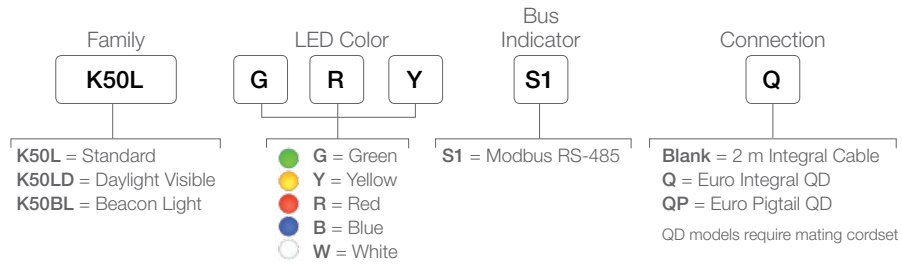 Family
LED Color
Bus
Indicator
Connection
K50L
G
R
Y
S1
Q
K50L = Standard
K50LD = Daylight Visible
K50BL = Beacon Light
G = Green
Y = Yellow
R = Red
B = Blue
W = White
S1 = Modbus RS-485
Blank = 2 m Integral Cable
Q = Euro Integral QD
QP = Euro Pigtail QD
QD models require mating cordset